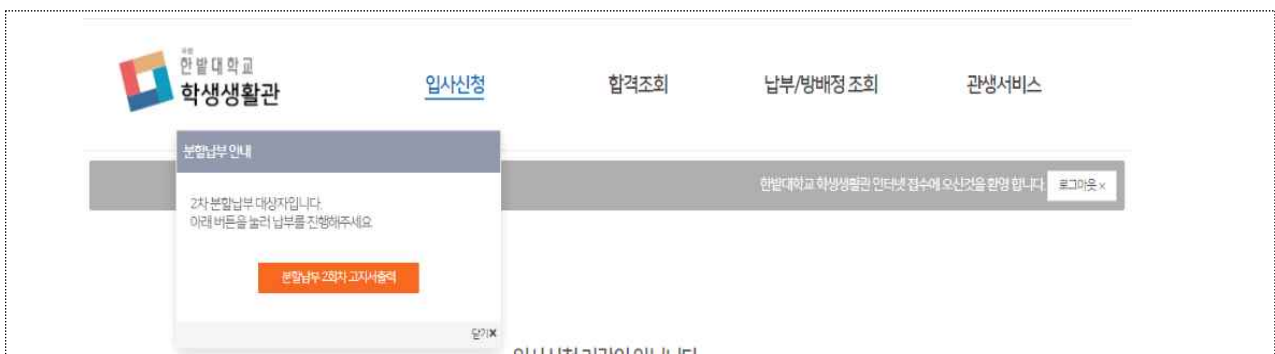 국립
한밭대학교
학생생활관
입사신청
합격조회
납부/방배정 조회
관생서비스
분할납부 안내
한밭대학교 학생생활관 인터넷 접수에 오신것을 환영 합니다.
로그아웃 ×
2차 분할납부 대상자입니다.
아래 버튼을 눌러 납부를 진행해주세요.
분할납부 2회차 고지서출력
닫기✖